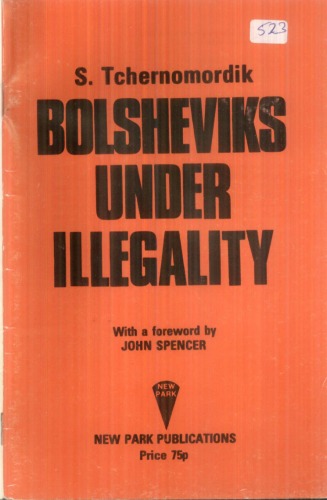 523
S. Tchernomordik
BOLSHEVIKS
UNDER
ILLEGALITY
With a foreword by
JOHN SPENCER
NEW
PARK
NEW PARK PUBLICATIONS
Price 75p